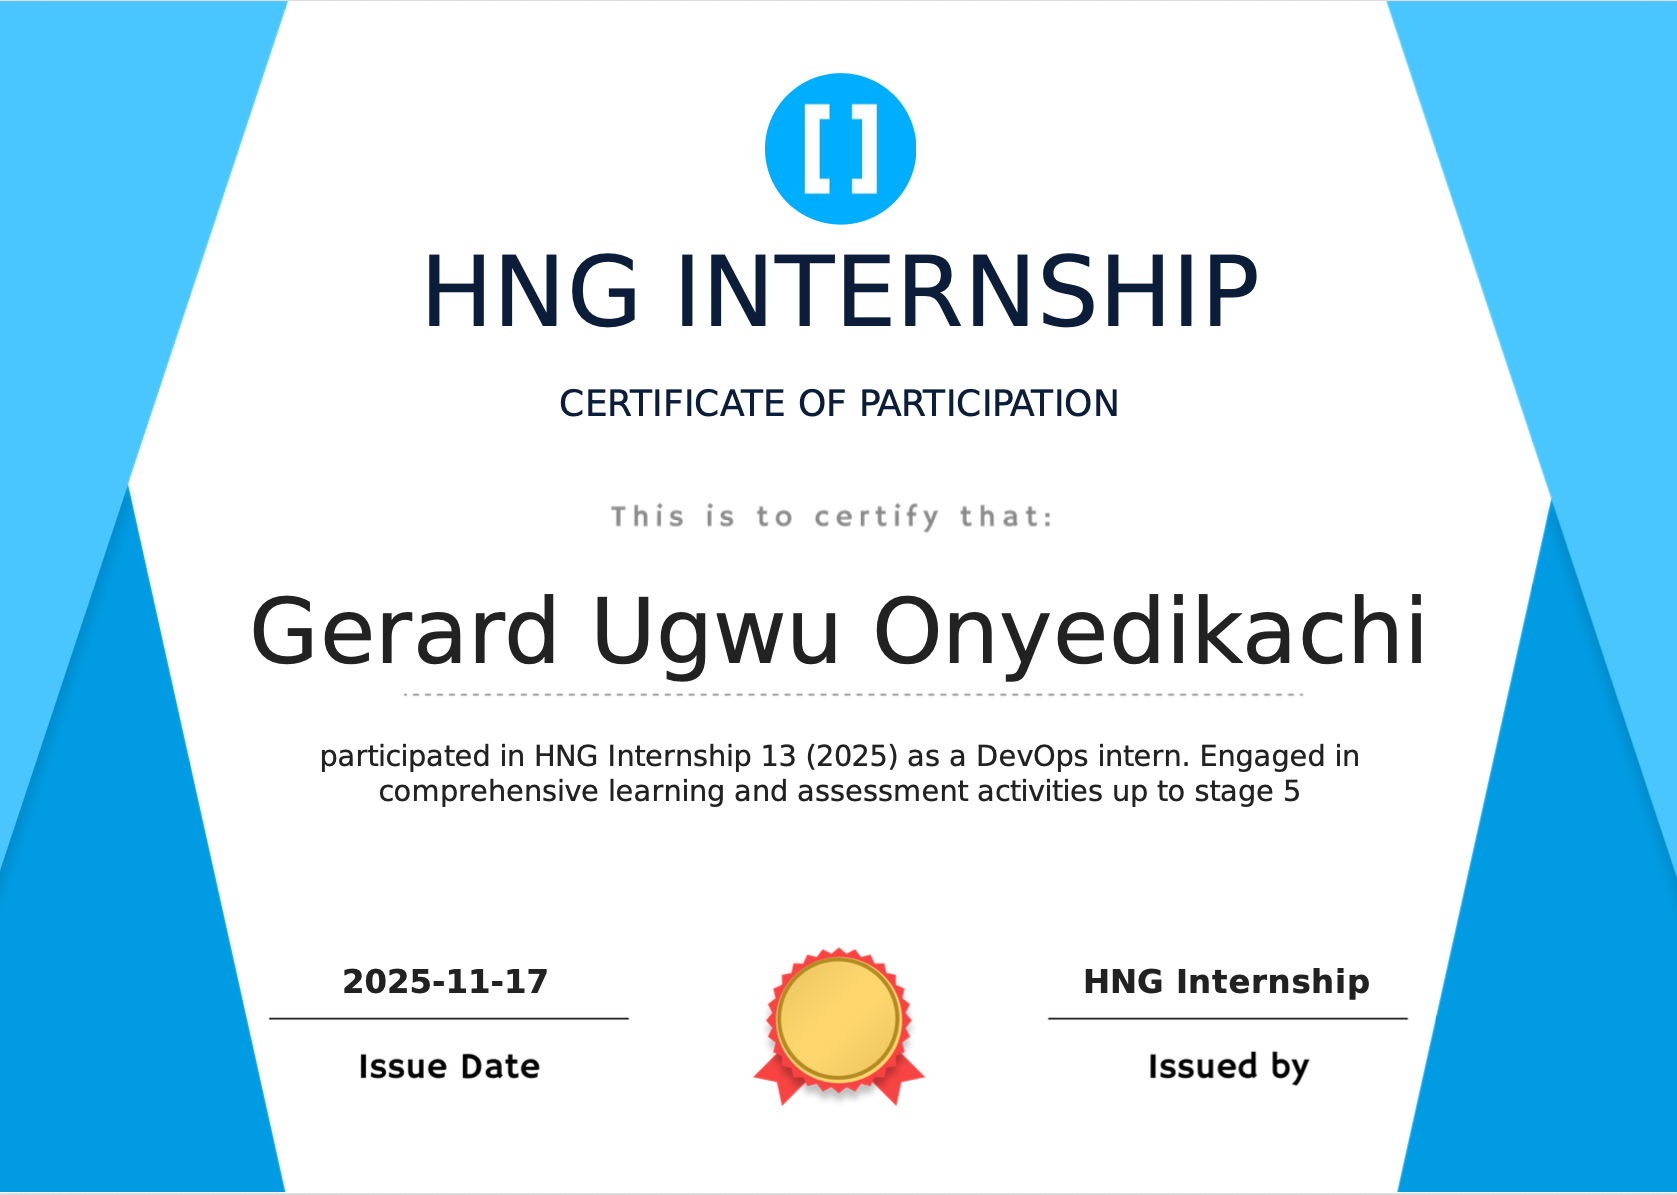 [ ]
HNG INTERNSHIP
CERTIFICATE OF PARTICIPATION
This is to certify that:
Gerard Ugwu Onyedikachi
participated in HNG Internship 13 (2025) as a DevOps intern. Engaged in
comprehensive learning and assessment activities up to stage 5
2025-11-17
Issue Date
HNG Internship
Issued by